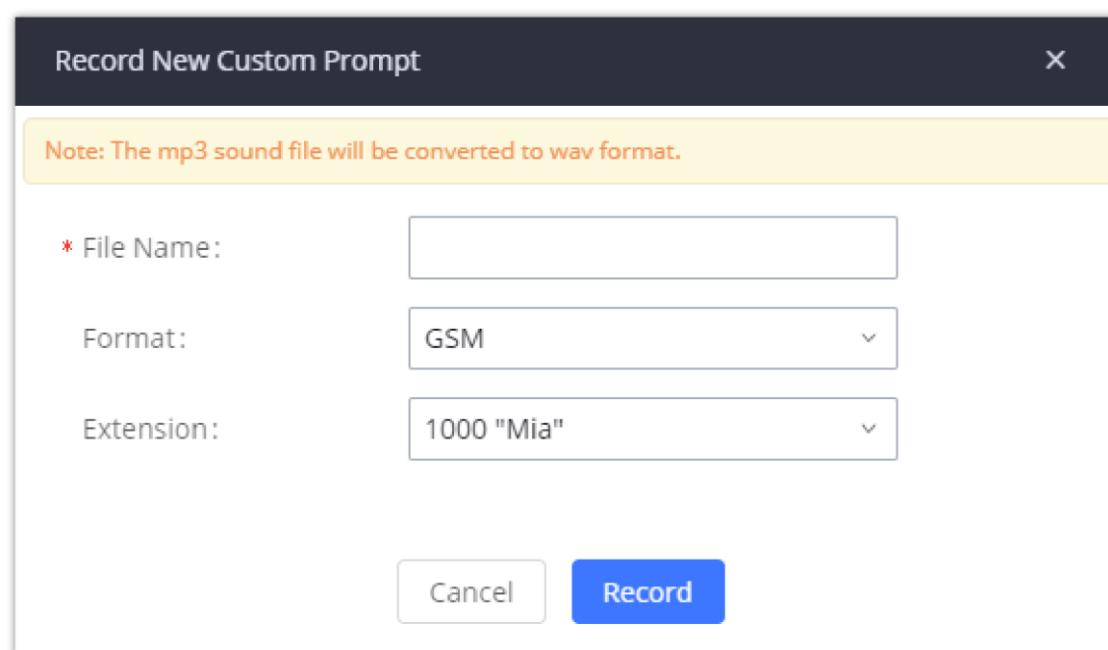 Record New Custom Prompt ×
Note: The mp3 sound file will be converted to wav format.
* File Name:
Format: GSM
Extension: 1000 "Mia"
Cancel Record